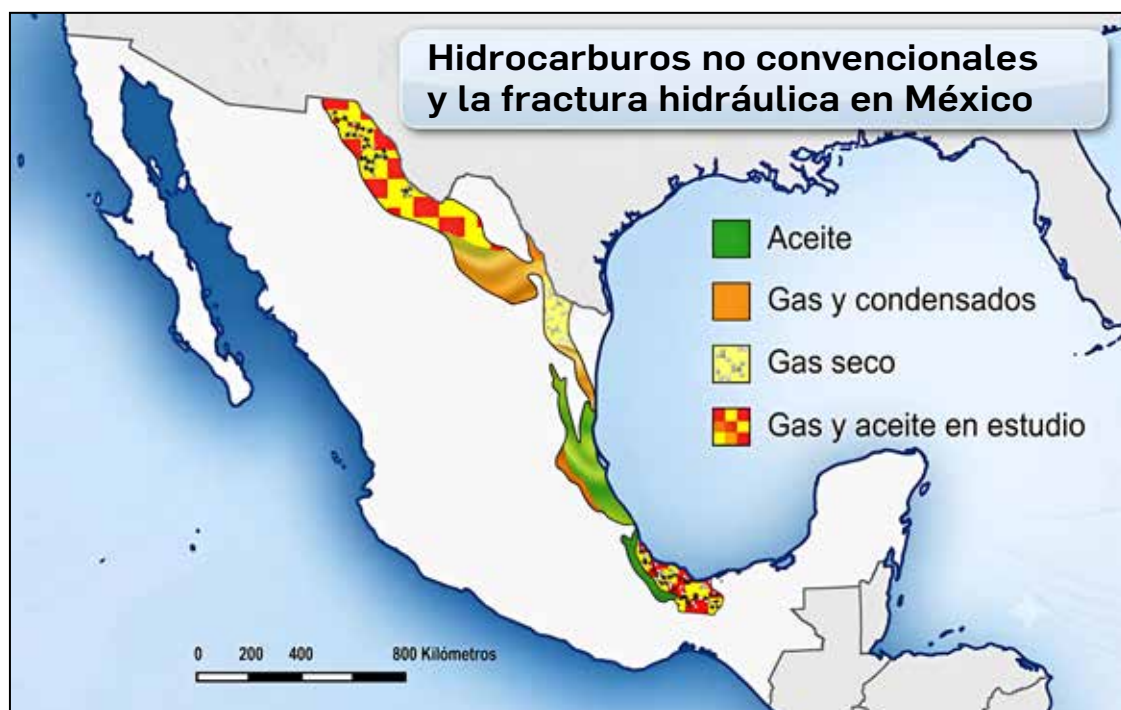 Hidrocarburos no convencionales
y la fractura hidráulica en México
Aceite
Gas y condensados
Gas seco
Gas y aceite en estudio
0 200 400 800 Kilómetros